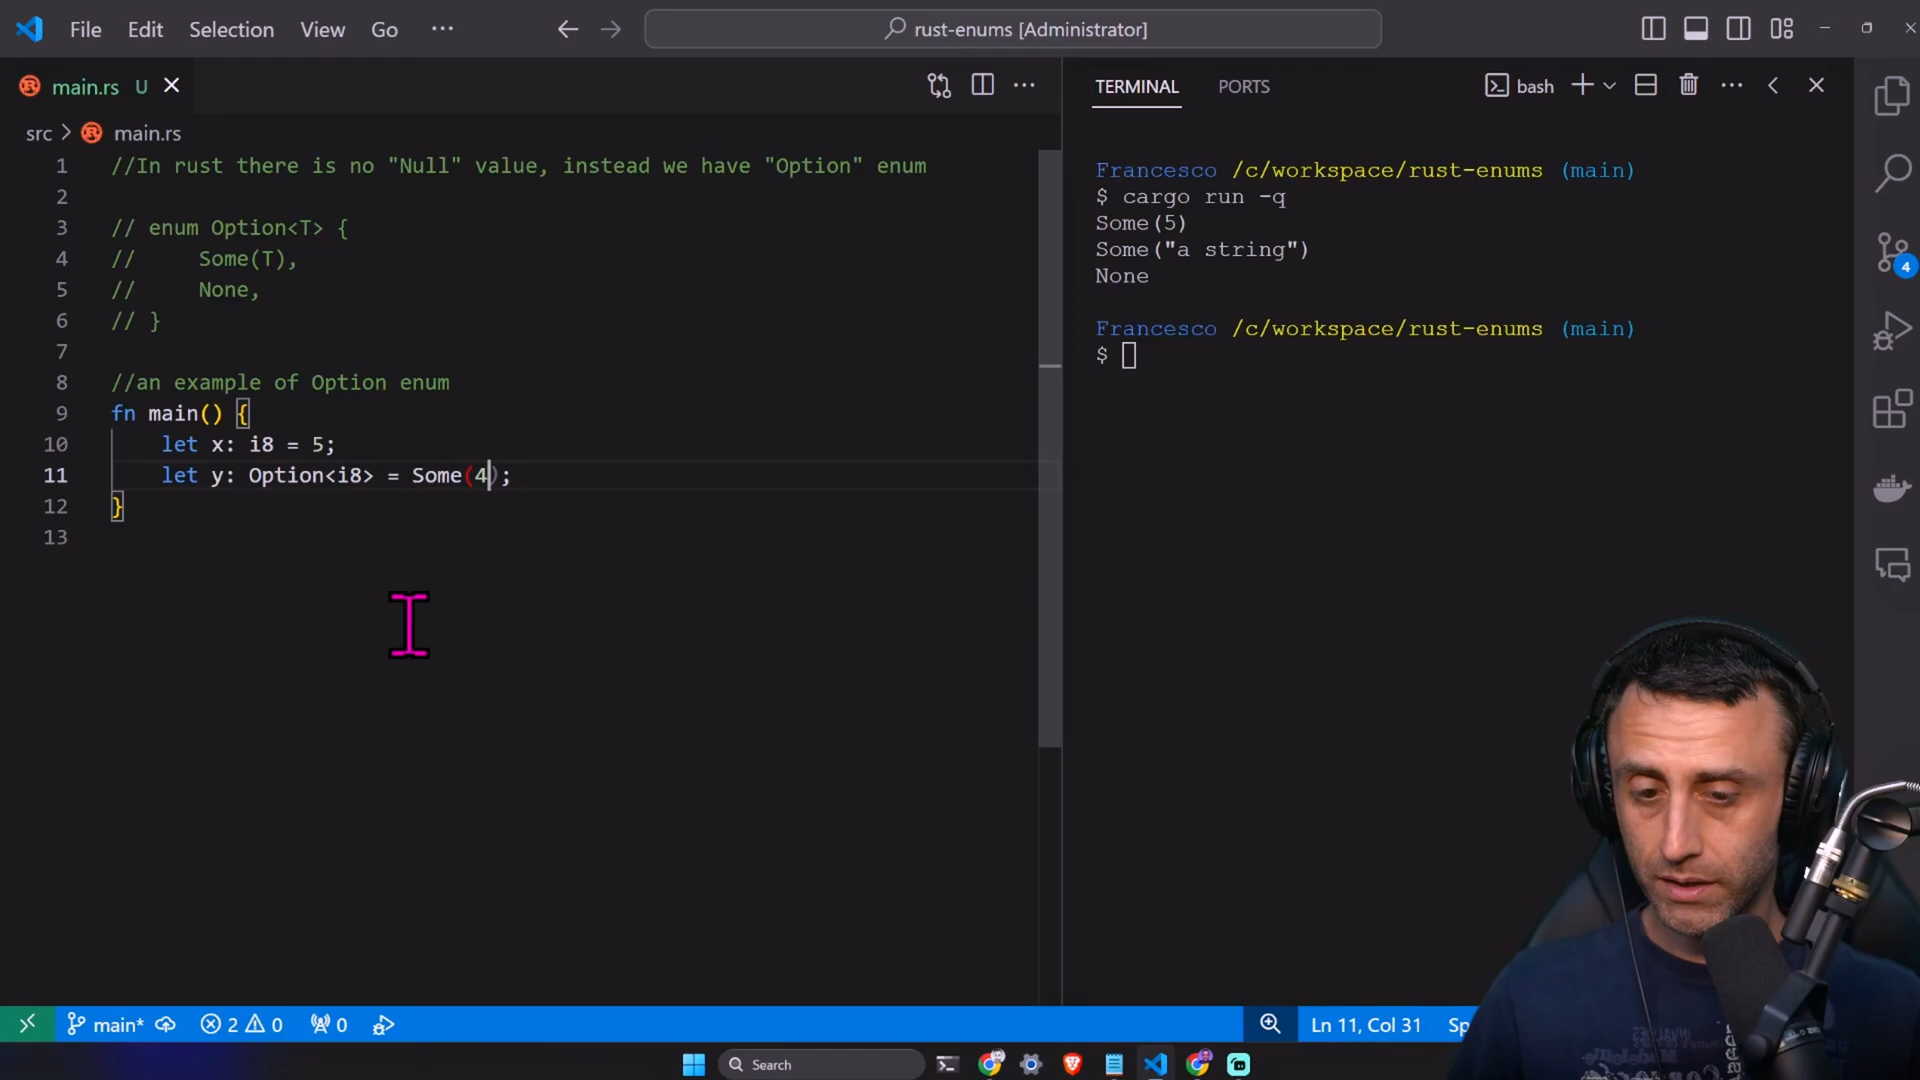 File Edit Selection View Go ... rust-enums [Administrator]
main.rs U
TERMINAL PORTS bash
src > main.rs
1 //In rust there is no "Null" value, instead we have "Option" enum
2
3 // enum Option<T> {
4 //     Some(T),
5 //     None,
6 // }
7
8 //an example of Option enum
9 fn main() {
10     let x: i8 = 5;
11     let y: Option<i8> = Some(4);
12 }
13
Francesco /c/workspace/rust-enums (main)
$ cargo run -q
Some(5)
Some("a string")
None
Francesco /c/workspace/rust-enums (main)
$
4
main* 2 0 0 Ln 11, Col 31 Sp
Search